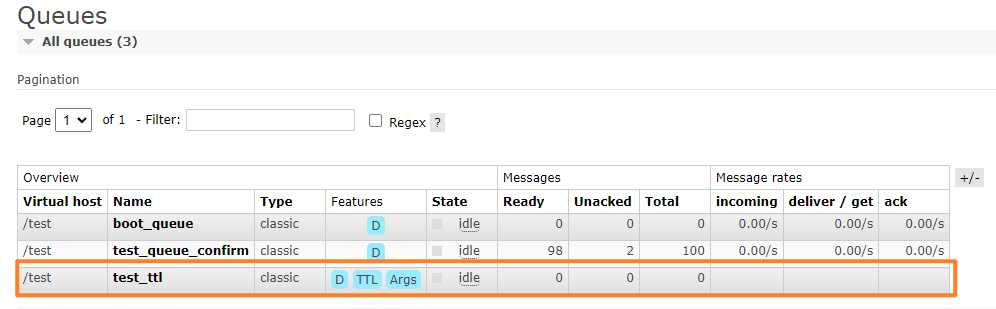 Queues
All queues (3)
Pagination
Page 1 of 1 - Filter: Regex ?
Overview Messages Message rates +/-
Virtual host Name Type Features State Ready Unacked Total incoming deliver / get ack
/test boot_queue classic D idle 0 0 0 0.00/s 0.00/s 0.00/s
/test test_queue_confirm classic D idle 98 2 100 0.00/s 0.00/s 0.00/s
/test test_ttl classic D TTL Args idle 0 0 0